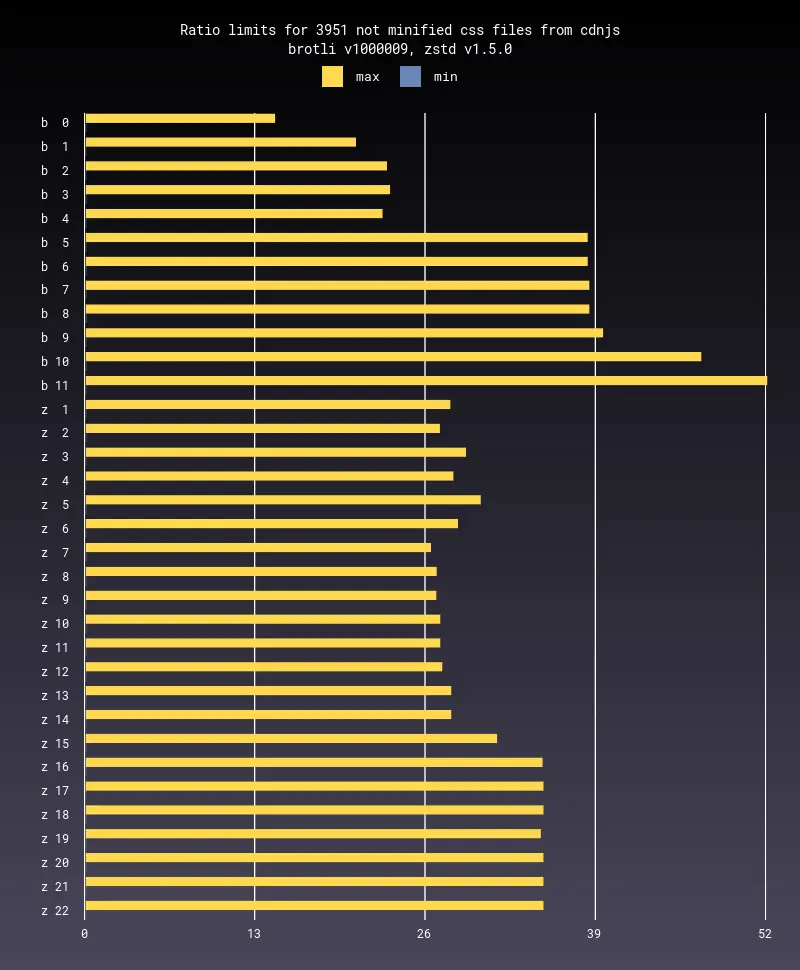 Ratio limits for 3951 not minified css files from cdnjs
brotli v1000009, zstd v1.5.0
max min
b 0
b 1
b 2
b 3
b 4
b 5
b 6
b 7
b 8
b 9
b 10
b 11
z 1
z 2
z 3
z 4
z 5
z 6
z 7
z 8
z 9
z 10
z 11
z 12
z 13
z 14
z 15
z 16
z 17
z 18
z 19
z 20
z 21
z 22
0 13 26 39 52